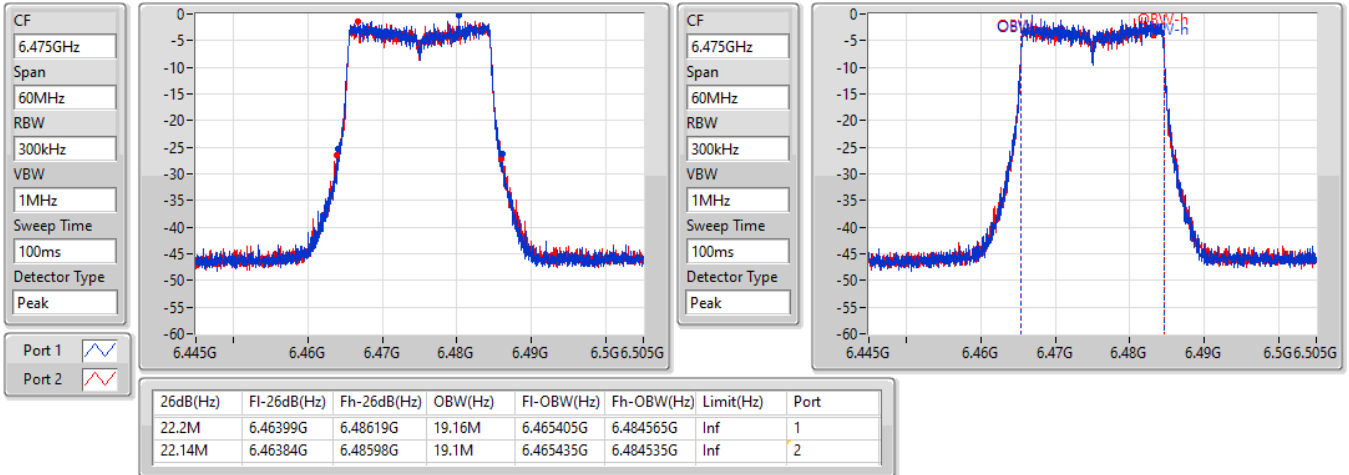 CF
6.475GHz
Span
60MHz
RBW
300kHz
VBW
1MHz
Sweep Time
100ms
Detector Type
Peak
Port 1
Port 2
0
-5
-10
-15
-20
-25
-30
-35
-40
-45
-50
-55
-60
6.445G 6.46G 6.47G 6.48G 6.49G 6.5G 6.505G
CF
6.475GHz
Span
60MHz
RBW
300kHz
VBW
1MHz
Sweep Time
100ms
Detector Type
Peak
OBW-h
0
-5
-10
-15
-20
-25
-30
-35
-40
-45
-50
-55
-60
6.445G 6.46G 6.47G 6.48G 6.49G 6.5G 6.505G
26dB(Hz) Fl-26dB(Hz) Fh-26dB(Hz) OBW(Hz) Fl-OBW(Hz) Fh-OBW(Hz) Limit(Hz) Port
22.2M 6.46399G 6.48619G 19.16M 6.465405G 6.484565G Inf 1
22.14M 6.46384G 6.48598G 19.1M 6.465435G 6.484535G Inf 2